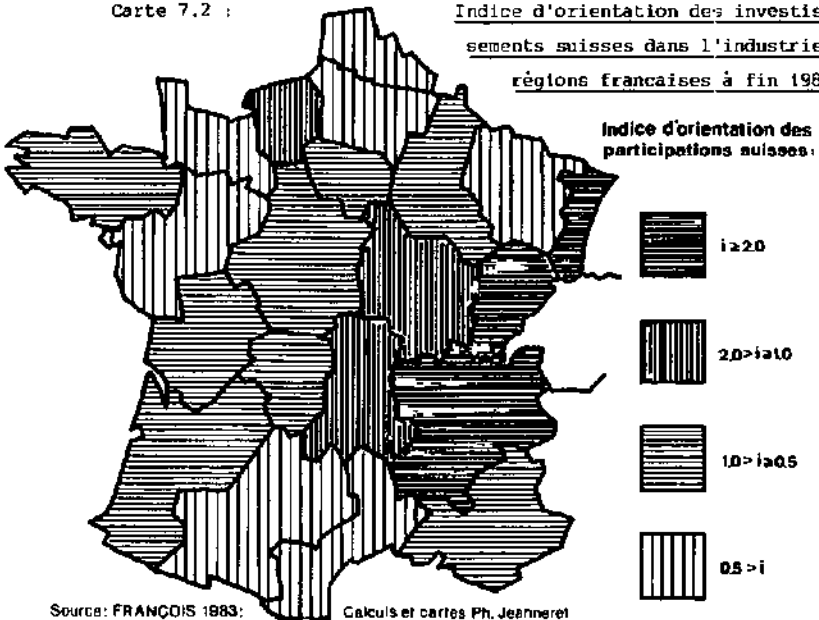 Carte 7.2 :
Indice d'orientation des investis
sements suisses dans l'industrie
régions francaises à fin 198
Indice d'orientation des
participations suisses:
i ≥ 2.0
2,0 > i ≥ 1.0
1,0 > i ≥ 0.5
0.5 > i
Source: FRANÇOIS 1983; Calculs et cartes Ph. Jeanneret